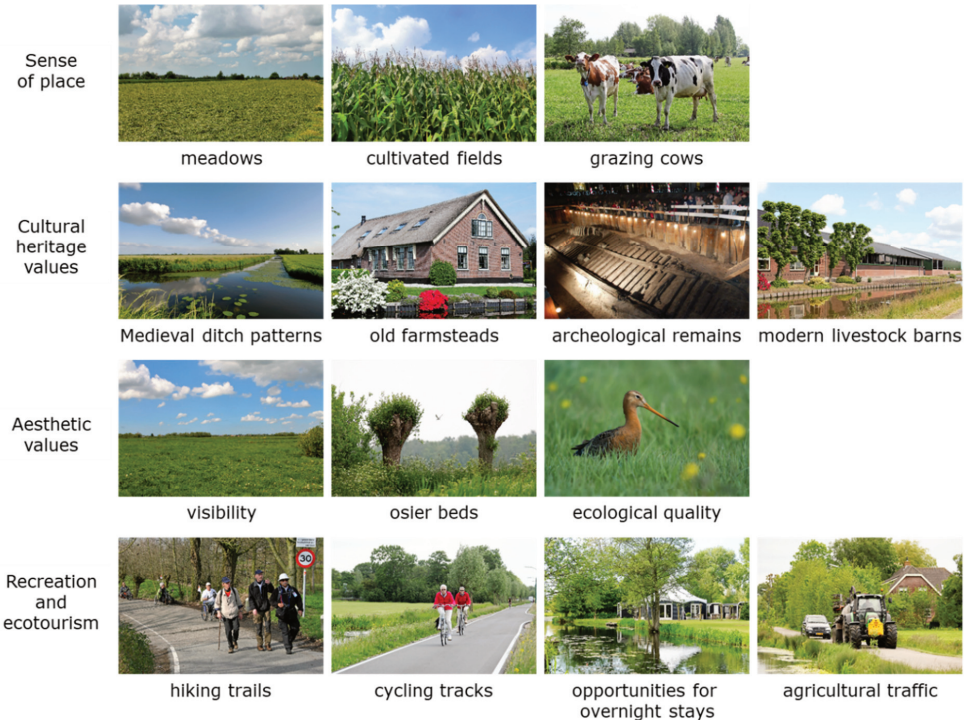 Sense
of place
meadows
cultivated fields
grazing cows
Cultural
heritage
values
Medieval ditch patterns
old farmsteads
archeological remains
modern livestock barns
Aesthetic
values
visibility
osier beds
ecological quality
Recreation
and
ecotourism
30
hiking trails
cycling tracks
opportunities for
overnight stays
agricultural traffic